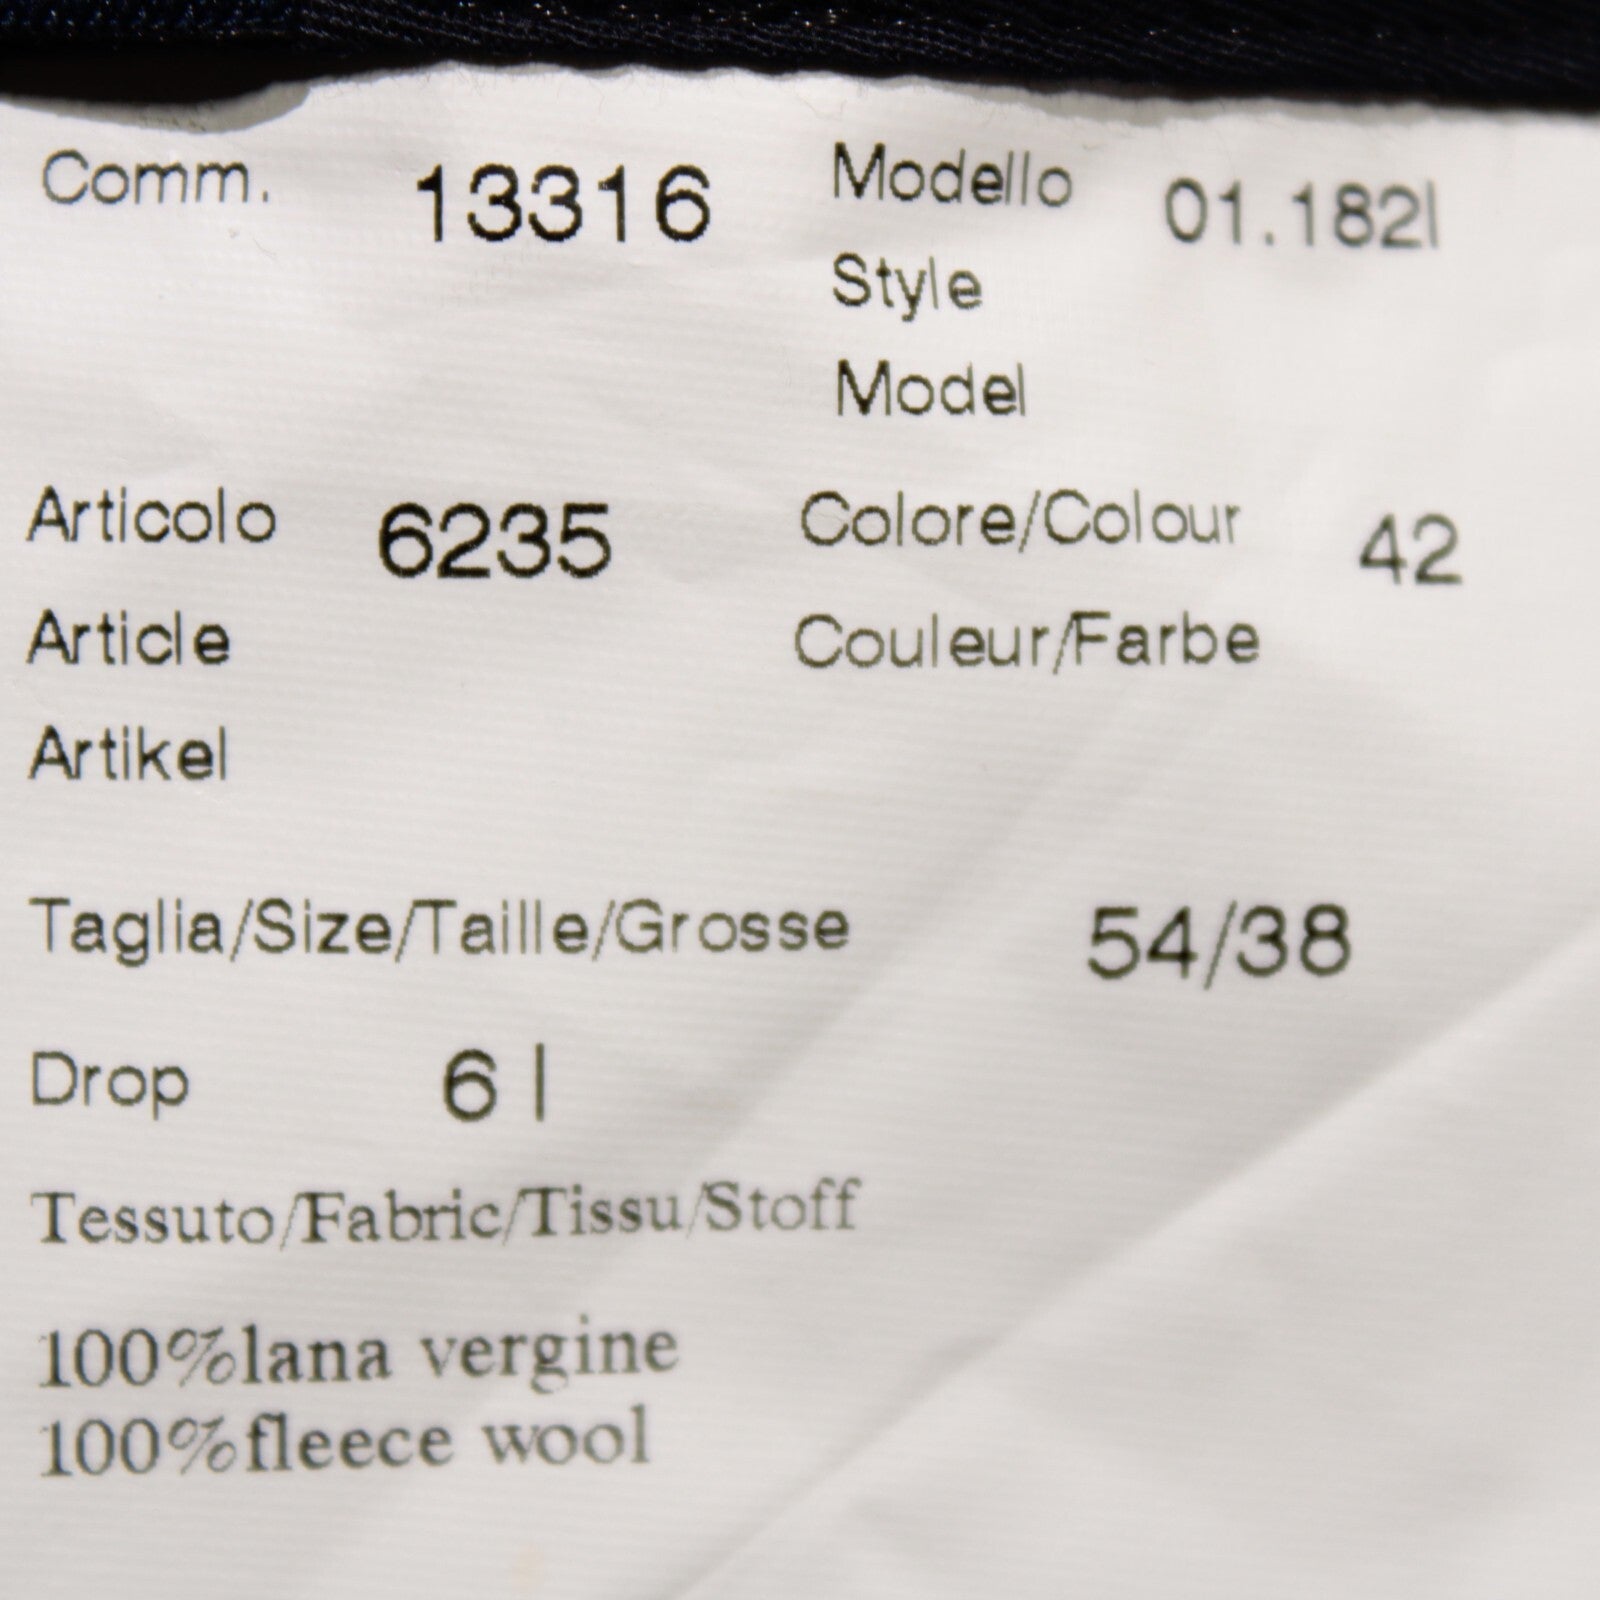 Comm. 13316 Modello 01.182l
Style
Model
Articolo 6235 Colore/Colour 42
Article Couleur/Farbe
Artikel
Taglia/Size/Taille/Grosse 54/38
Drop 6 l
Tessuto/Fabric/Tissu/Stoff
100%lana vergine
100%fleece wool